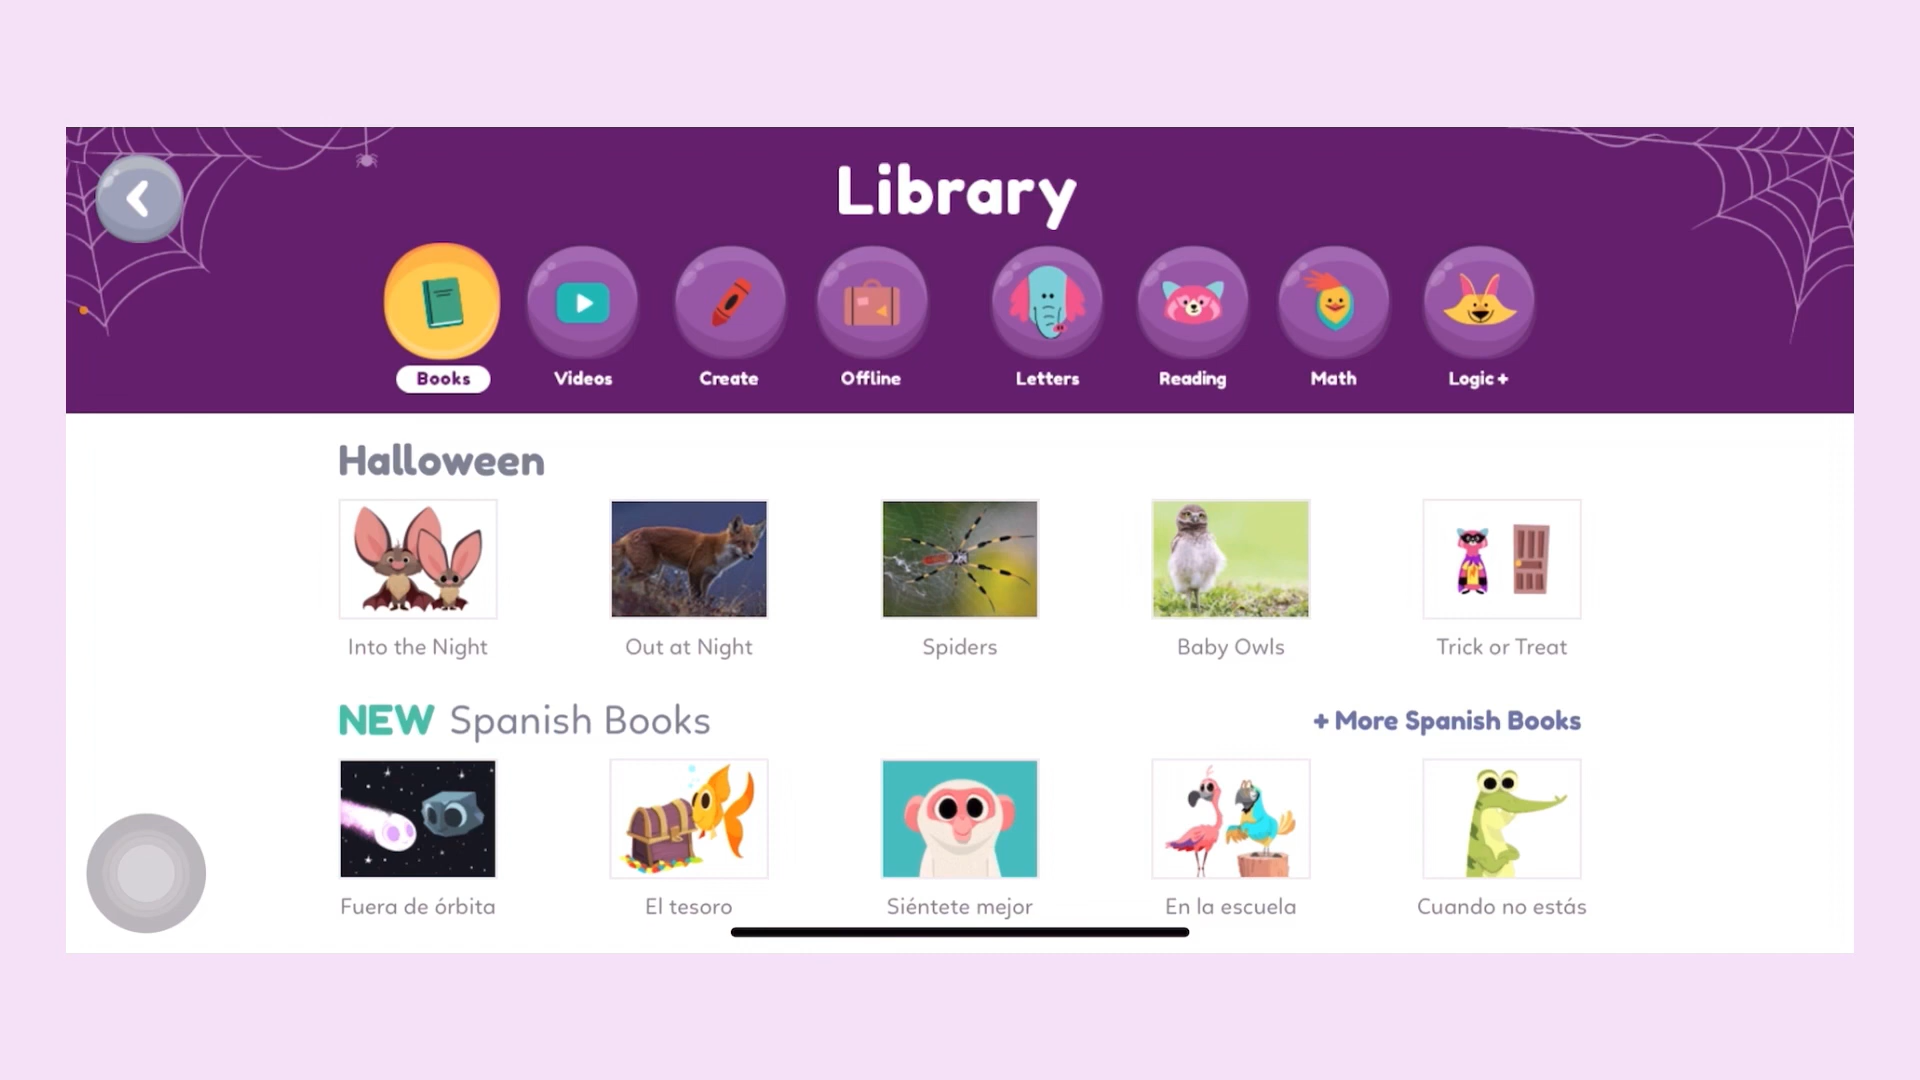 Library
Books Videos Create Offline Letters Reading Math Logic +
Halloween
Into the Night Out at Night Spiders Baby Owls Trick or Treat
NEW Spanish Books + More Spanish Books
Fuera de órbita El tesoro Siéntete mejor En la escuela Cuando no estás